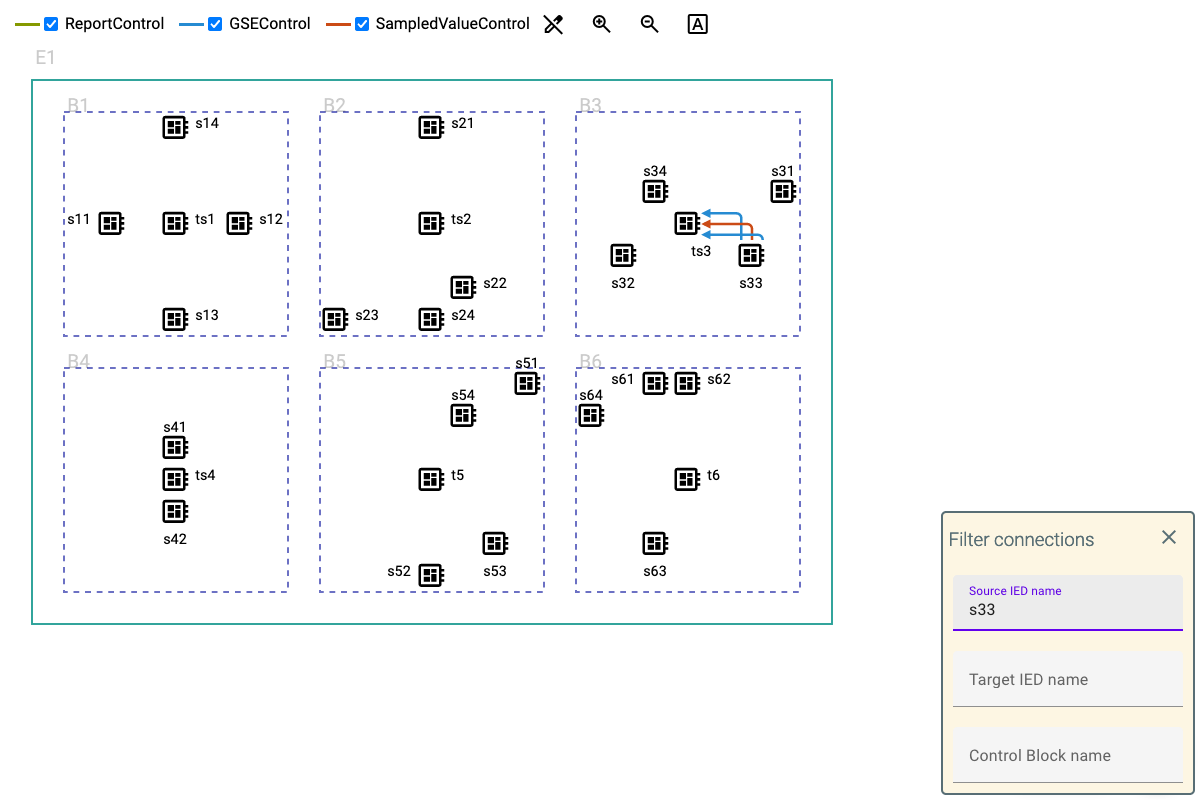 ReportControl GSEControl SampledValueControl A
E1
B1 B2 B3
s14 s21
s34 s31
s11 ts1 s12 ts2
ts3
s22 s32 s33
s13 s23 s24
B4 B5 s51 B6
s61 s62
s54 s64
s41
ts4 t5 t6
s42
s52 s53 s63
Filter connections
Source IED name
s33
Target IED name
Control Block name